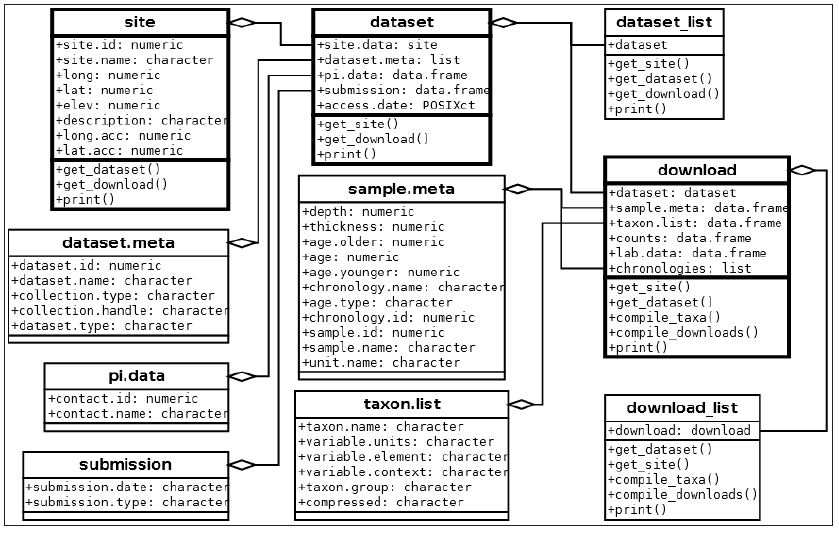 site
+site.id: numeric
+site.name: character
+long: numeric
+lat: numeric
+elev: numeric
+description: character
+long.acc: numeric
+lat.acc: numeric
+get_dataset()
+get_download()
+print()
dataset
+site.data: site
+dataset.meta: list
+pi.data: data.frame
+submission: data.frame
+access.date: POSIXct
+get_site()
+get_download()
+print()
dataset_list
+dataset
+get_site()
+get_dataset()
+get_download()
+print()
dataset.meta
+dataset.id: numeric
+dataset.name: character
+collection.type: character
+collection.handle: character
+dataset.type: character
sample.meta
+depth: numeric
+thickness: numeric
+age.older: numeric
+age: numeric
+age.younger: numeric
+chronology.name: character
+age.type: character
+chronology.id: numeric
+sample.id: numeric
+sample.name: character
+unit.name: character
download
+dataset: dataset
+sample.meta: data.frame
+taxon.list: data.frame
+counts: data.frame
+lab.data: data.frame
+chronologies: list
+get_site()
+get_dataset()
+compile_taxa()
+compile_downloads()
+print()
pi.data
+contact.id: numeric
+contact.name: character
taxon.list
+taxon.name: character
+variable.units: character
+variable.element: character
+variable.context: character
+taxon.group: character
+compressed: character
download_list
+download: download
+get_dataset()
+get_site()
+compile_taxa()
+compile_downloads()
+print()
submission
+submission.date: character
+submission.type: character